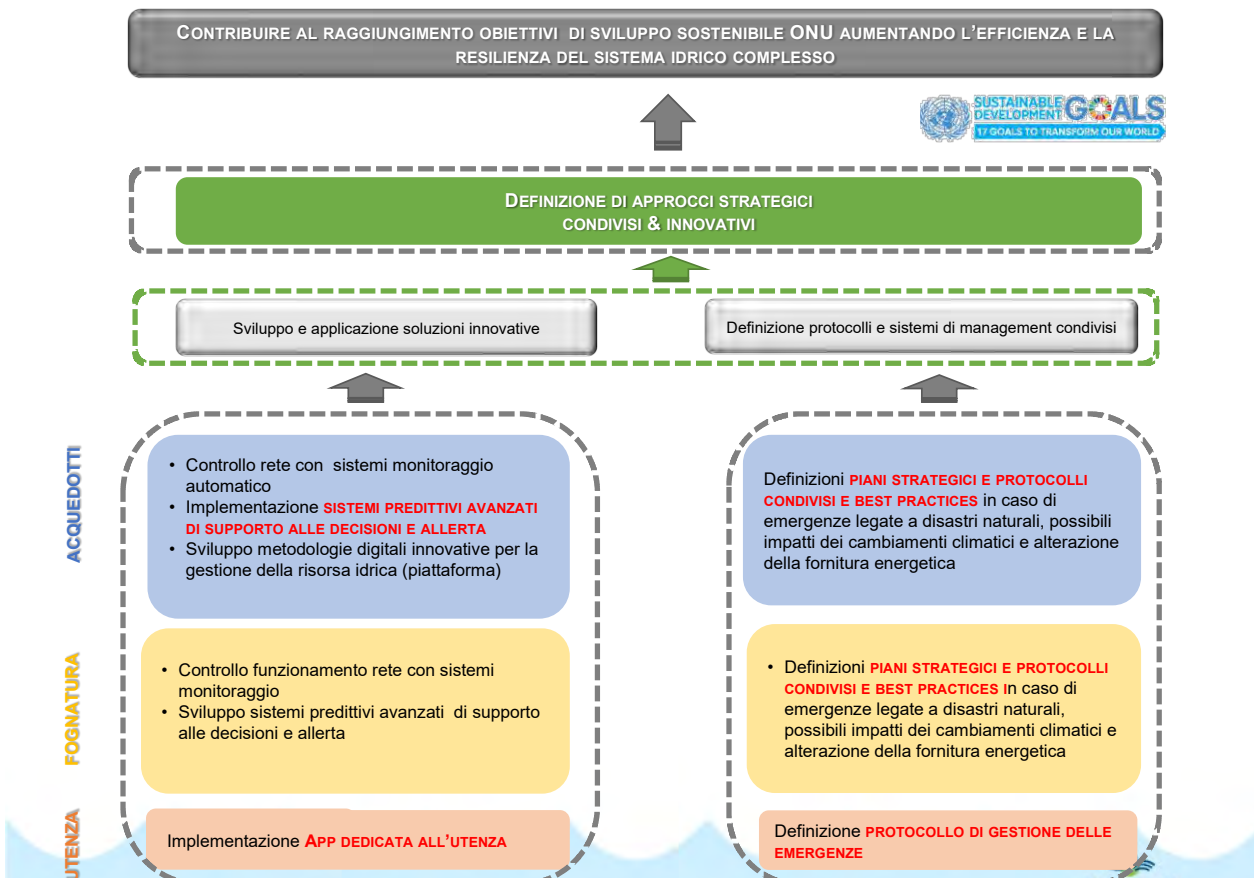 CONTRIBUIRE AL RAGGIUNGIMENTO OBIETTIVI DI SVILUPPO SOSTENIBILE ONU AUMENTANDO L'EFFICIENZA E LA
RESILIENZA DEL SISTEMA IDRICO COMPLESSO
SUSTAINABLE
DEVELOPMENT GOALS
17 GOALS TO TRANSFORM OUR WORLD
DEFINIZIONE DI APPROCCI STRATEGICI
CONDIVISI & INNOVATIVI
Sviluppo e applicazione soluzioni innovative
Definizione protocolli e sistemi di management condivisi
ACQUEDOTTI
• Controllo rete con sistemi monitoraggio
automatico
• Implementazione SISTEMI PREDITTIVI AVANZATI
DI SUPPORTO ALLE DECISIONI E ALLERTA
• Sviluppo metodologie digitali innovative per la
gestione della risorsa idrica (piattaforma)
Definizioni PIANI STRATEGICI E PROTOCOLLI
CONDIVISI E BEST PRACTICES in caso di
emergenze legate a disastri naturali, possibili
impatti dei cambiamenti climatici e alterazione
della fornitura energetica
FOGNATURA
• Controllo funzionamento rete con sistemi
monitoraggio
• Sviluppo sistemi predittivi avanzati di supporto
alle decisioni e allerta
• Definizioni PIANI STRATEGICI E PROTOCOLLI
CONDIVISI E BEST PRACTICES in caso di
emergenze legate a disastri naturali,
possibili impatti dei cambiamenti climatici e
alterazione della fornitura energetica
UTENZA
Implementazione APP DEDICATA ALL'UTENZA
Definizione PROTOCOLLO DI GESTIONE DELLE
EMERGENZE